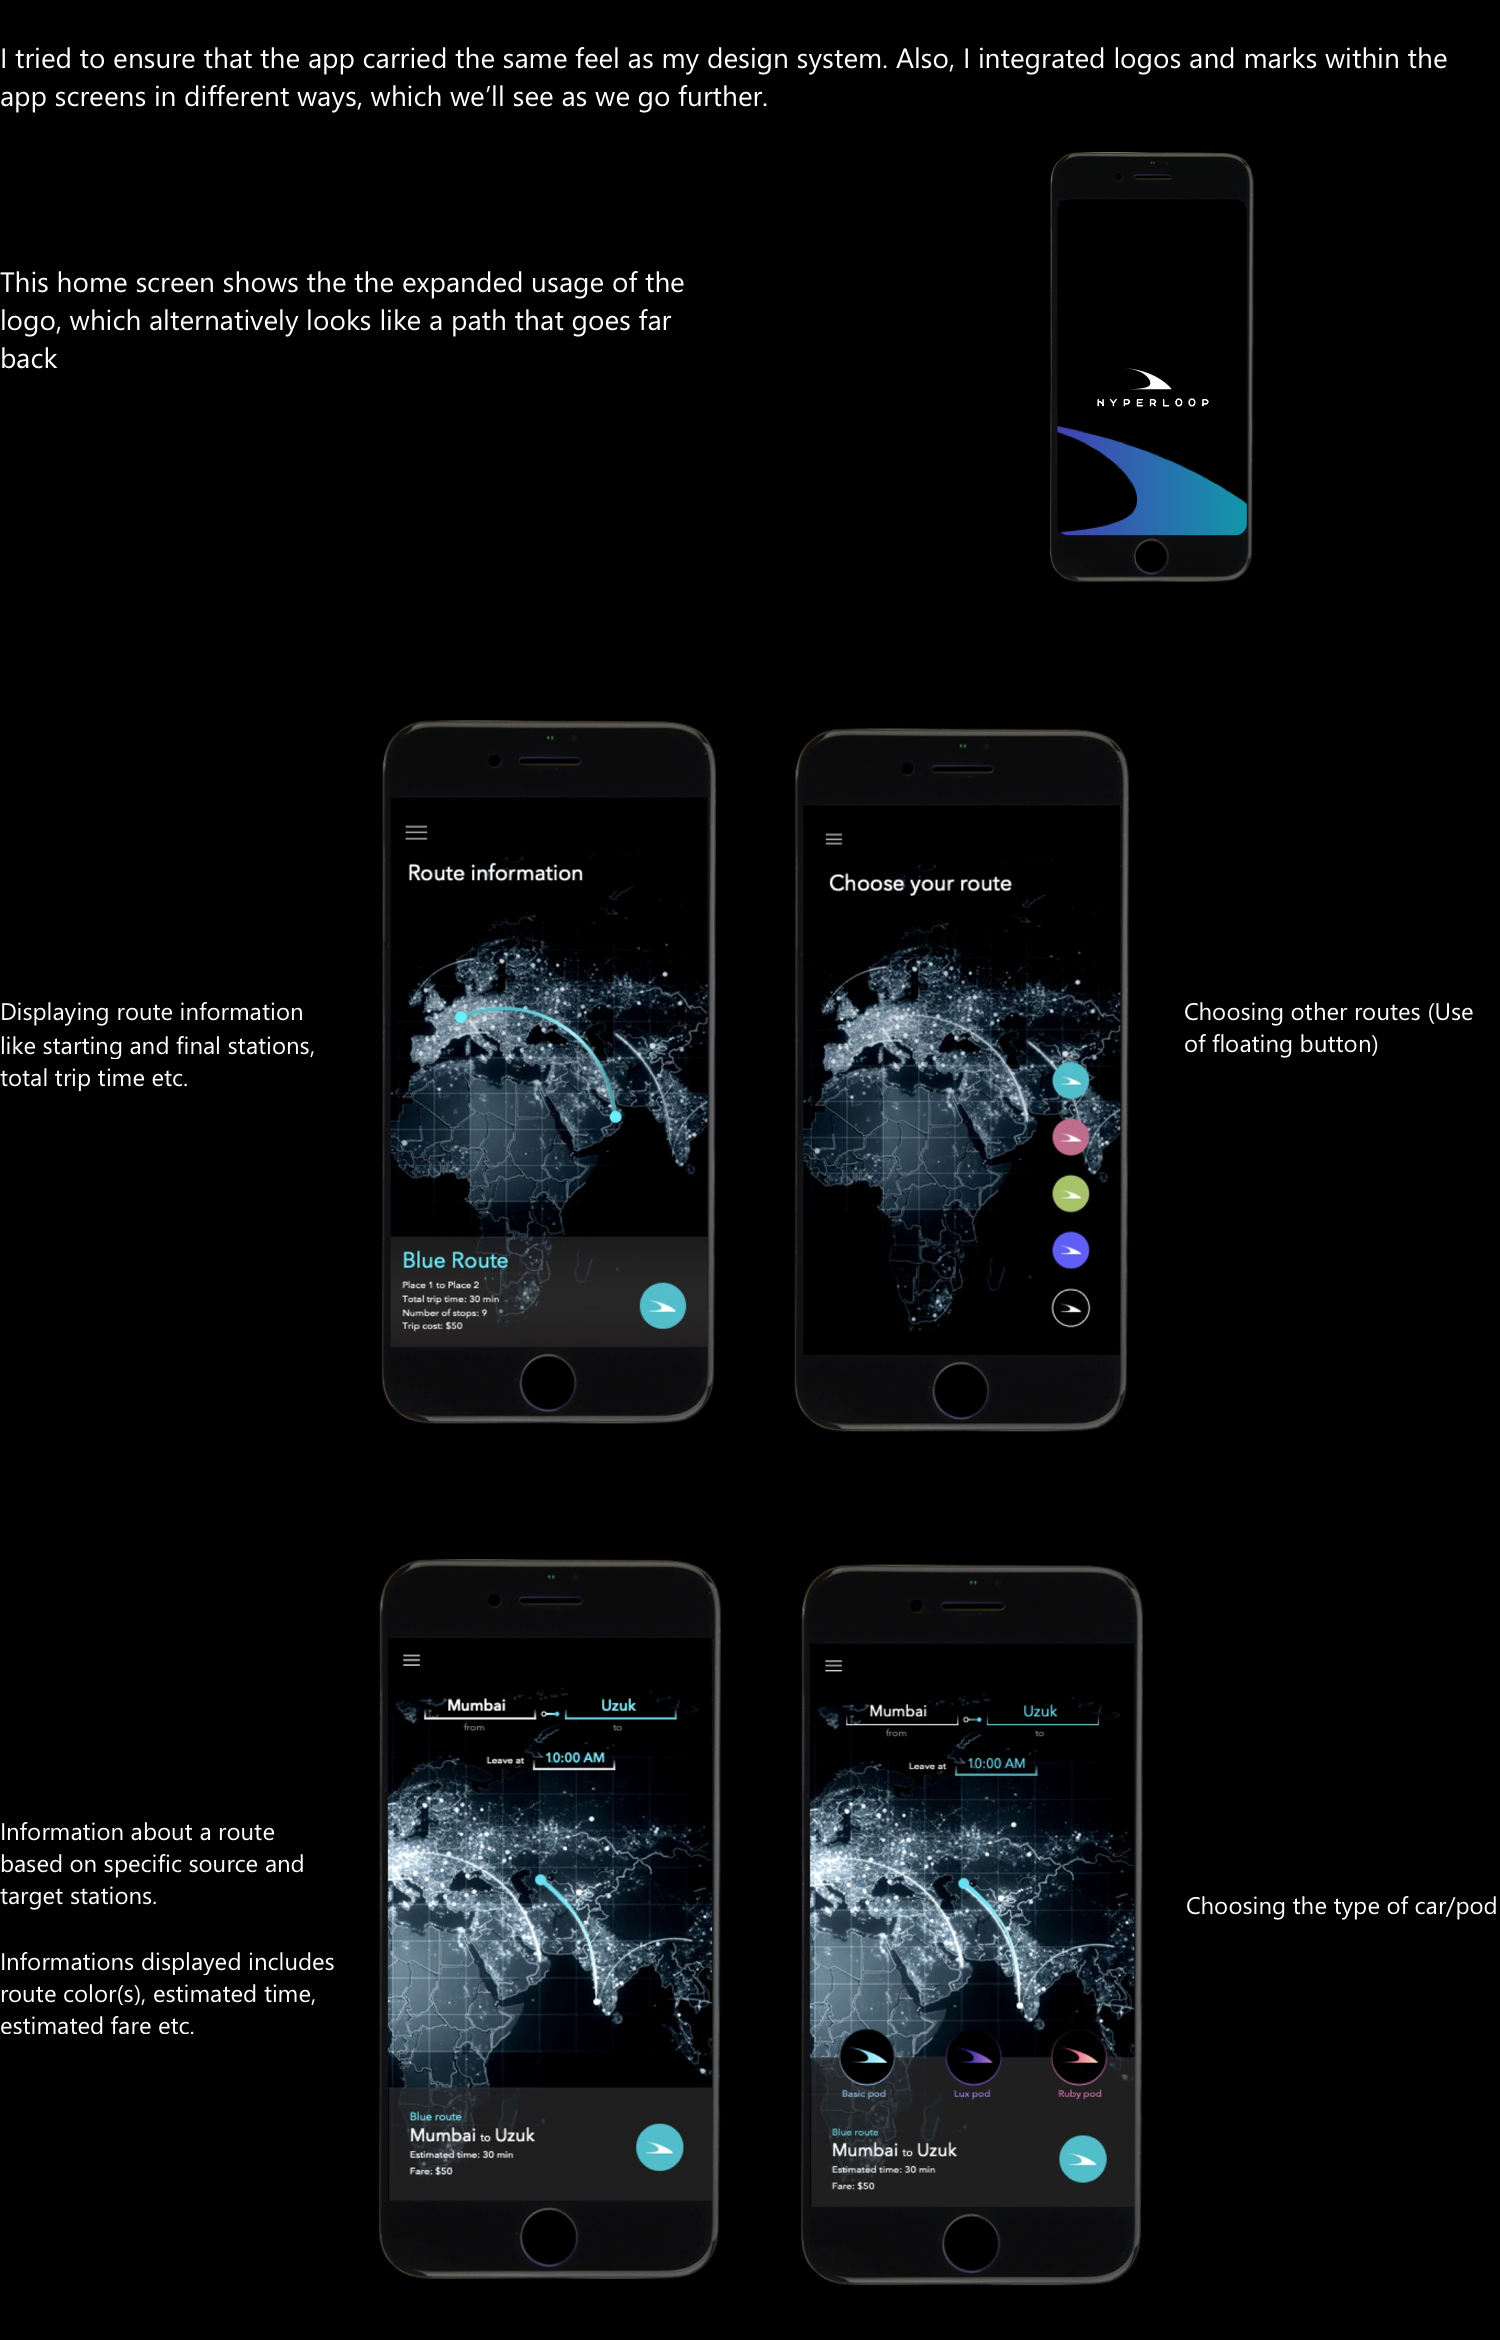 I tried to ensure that the app carried the same feel as my design system. Also, I integrated logos and marks within the
app screens in different ways, which we’ll see as we go further.
This home screen shows the the expanded usage of the
logo, which alternatively looks like a path that goes far
back
HYPERLOOP
Displaying route information
like starting and final stations,
total trip time etc.
Route information
Blue Route
Place 1 to Place 2
Total trip time: 30 min
Number of stops: 9
Trip cost: $50
Choose your route
Choosing other routes (Use
of floating button)
Information about a route
based on specific source and
target stations.
Informations displayed includes
route color(s), estimated time,
estimated fare etc.
Mumbai
Uzuk
from
to
Leave at
10:00 AM
Blue route
Mumbai to Uzuk
Estimated time: 30 min
Fare: $50
Mumbai
Uzuk
from
to
Leave at
10:00 AM
Basic pod
Lux pod
Ruby pod
Blue route
Mumbai to Uzuk
Estimated time: 30 min
Fare: $50
Choosing the type of car/pod